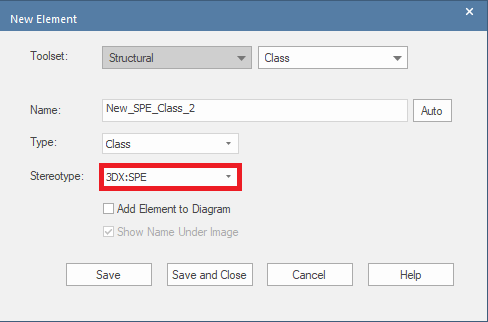 New Element
Toolset: Structural Class
Name: New_SPE_Class_2 Auto
Type: Class
Stereotype: 3DX:SPE
Add Element to Diagram
Show Name Under Image
Save Save and Close Cancel Help